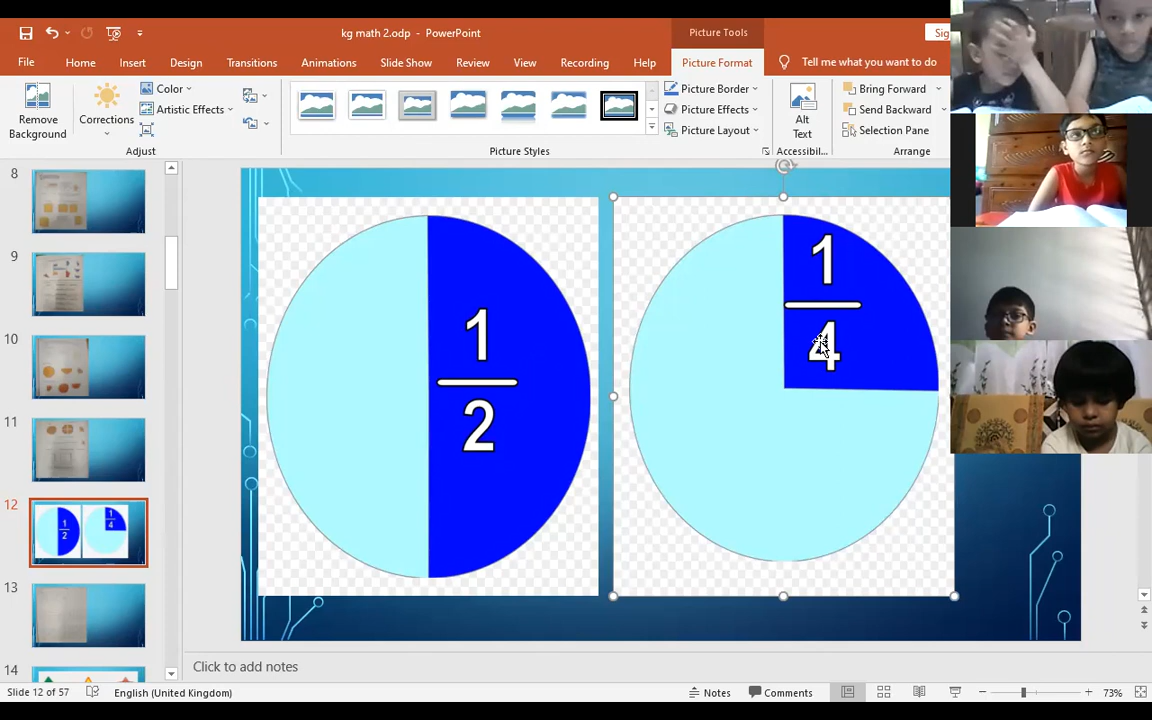 kg math 2.odp - PowerPoint
Picture Tools
Sig
File Home Insert Design Transitions Animations Slide Show Review View Recording Help Picture Format Tell me what you want to do
Remove Background
Corrections
Color
Artistic Effects
Adjust
Picture Styles
Picture Border
Picture Effects
Picture Layout
Alt Text
Accessibil...
Bring Forward
Send Backward
Selection Pane
Arrange
8
9
10
11
12
13
14
1
2
1
4
Click to add notes
Slide 12 of 57 English (United Kingdom) Notes Comments 73%